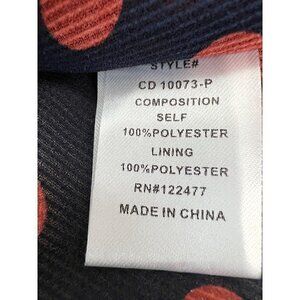 STYLE#
CD 10073-P
COMPOSITION
SELF
100%POLYESTER
LINING
100%POLYESTER
RN#122477
MADE IN CHINA